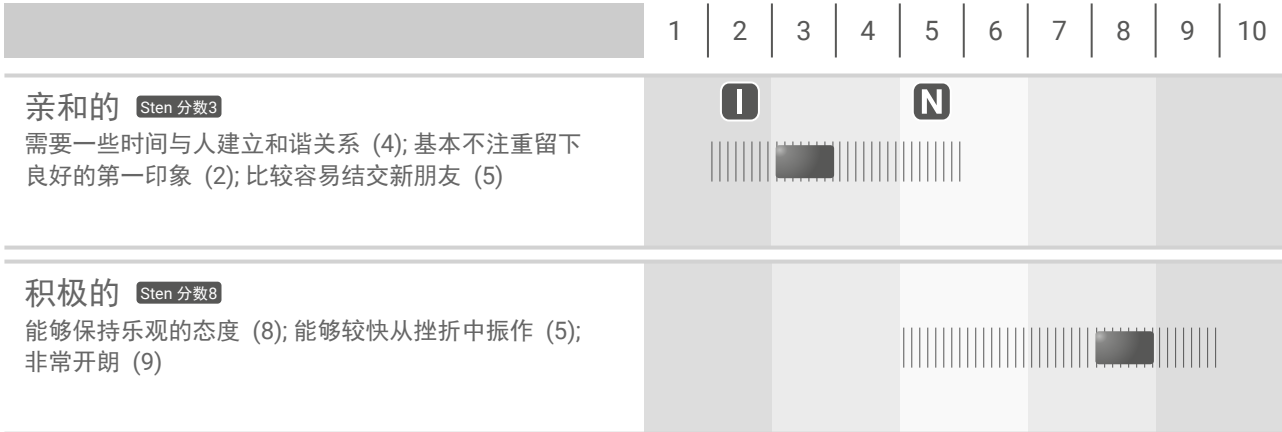 1 2 3 4 5 6 7 8 9 10
亲和的 Sten 分数3
I N
需要一些时间与人建立和谐关系 (4); 基本不注重留下
良好的第一印象 (2); 比较容易结交新朋友 (5)
积极的 Sten 分数8
能够保持乐观的态度 (8); 能够较快从挫折中振作 (5);
非常开朗 (9)